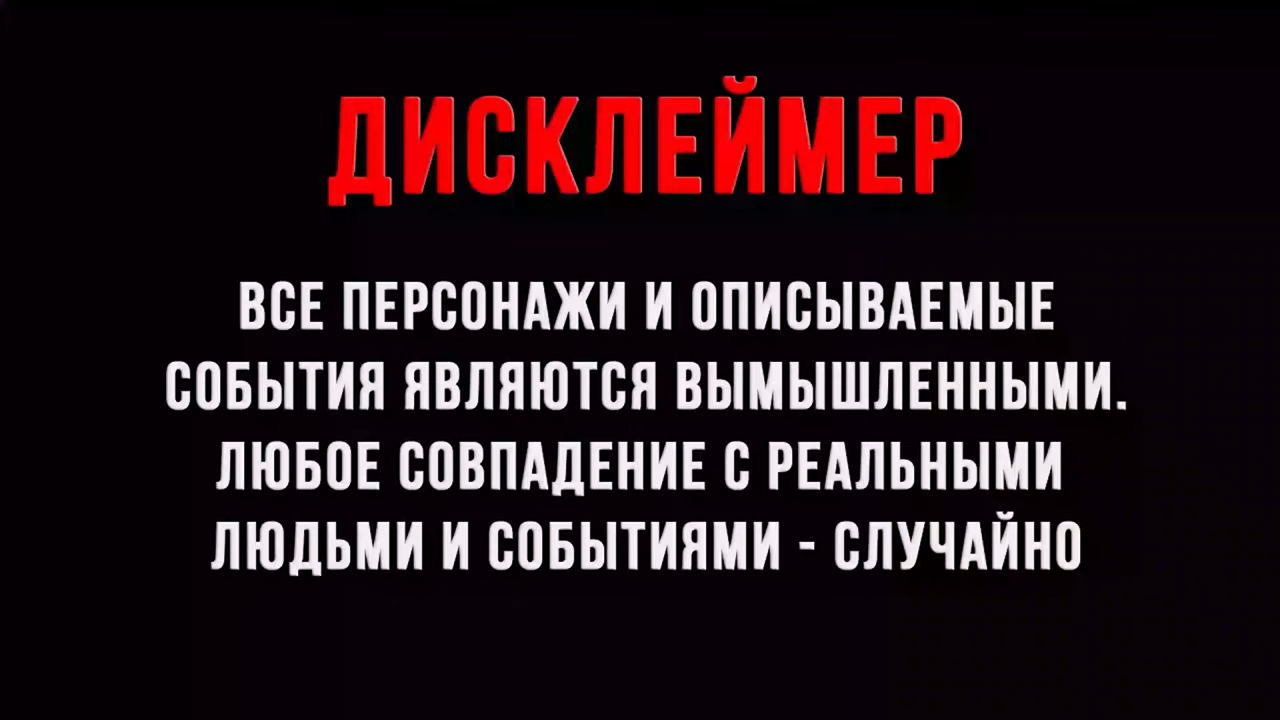 ДИСКЛЕЙМЕР
ВСЕ ПЕРСОНАЖИ И ОПИСЫВАЕМЫЕ
СОБЫТИЯ ЯВЛЯЮТСЯ ВЫМЫШЛЕННЫМИ.
ЛЮБОЕ СОВПАДЕНИЕ С РЕАЛЬНЫМИ
ЛЮДЬМИ И СОБЫТИЯМИ - СЛУЧАЙНО